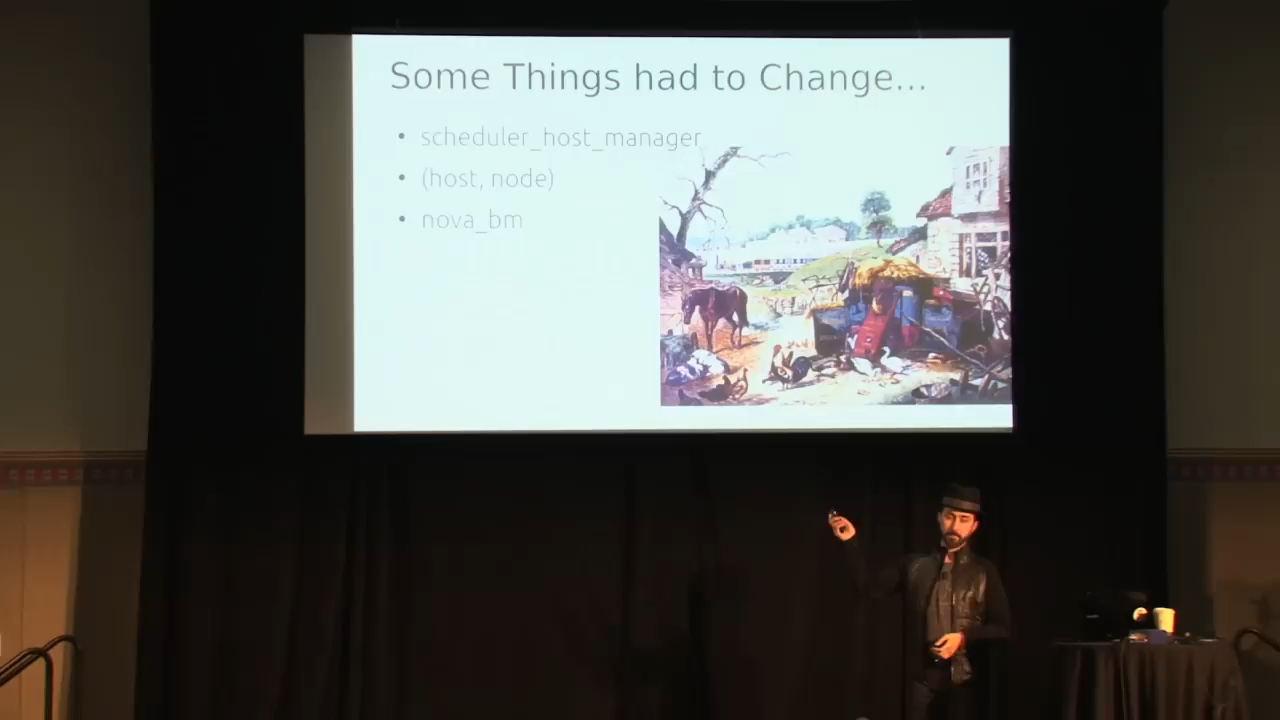 Some Things had to Change...
• scheduler_host_manager
• (host, node)
• nova_bm